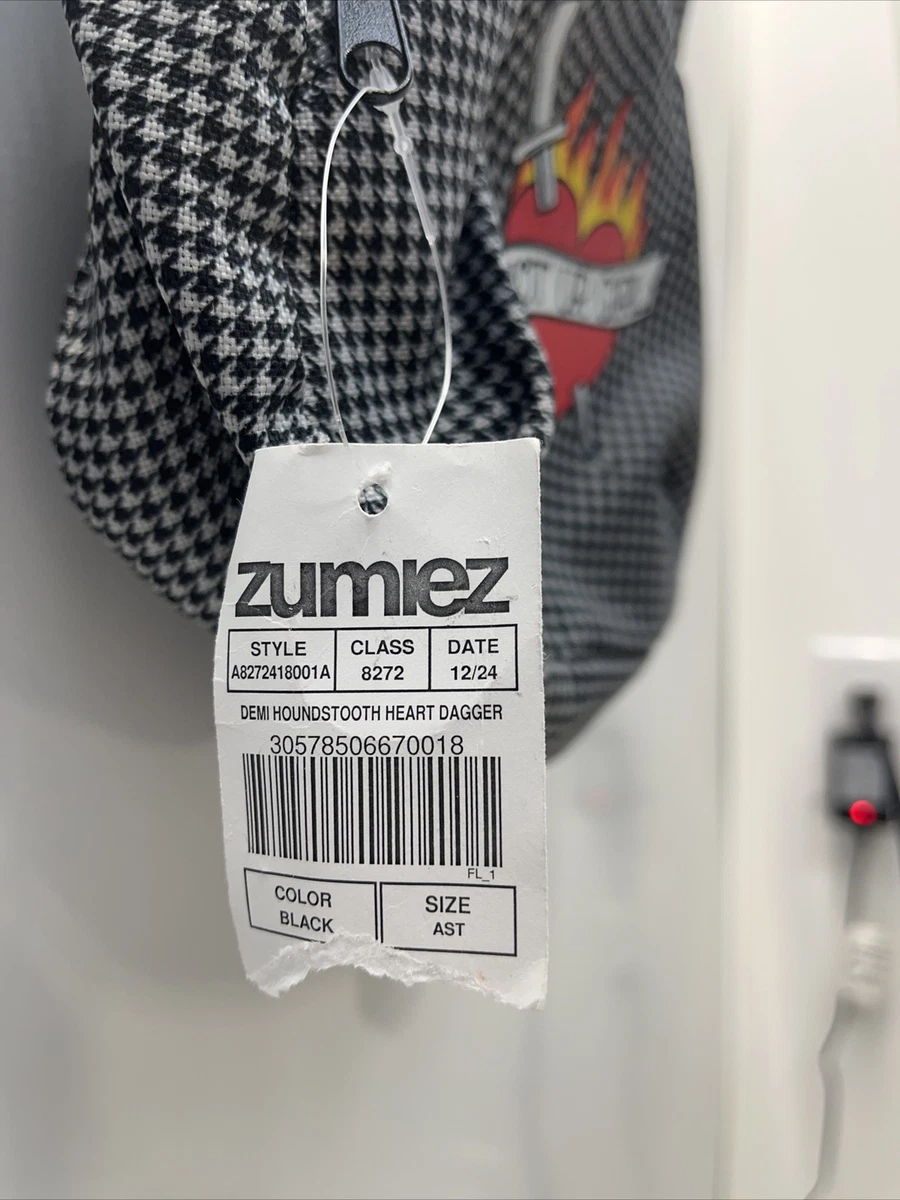 zumiez
STYLE CLASS DATE
A8272418001A 8272 12/24
DEMI HOUNDSTOOTH HEART DAGGER
30578506670018
FL_1
COLOR SIZE
BLACK AST